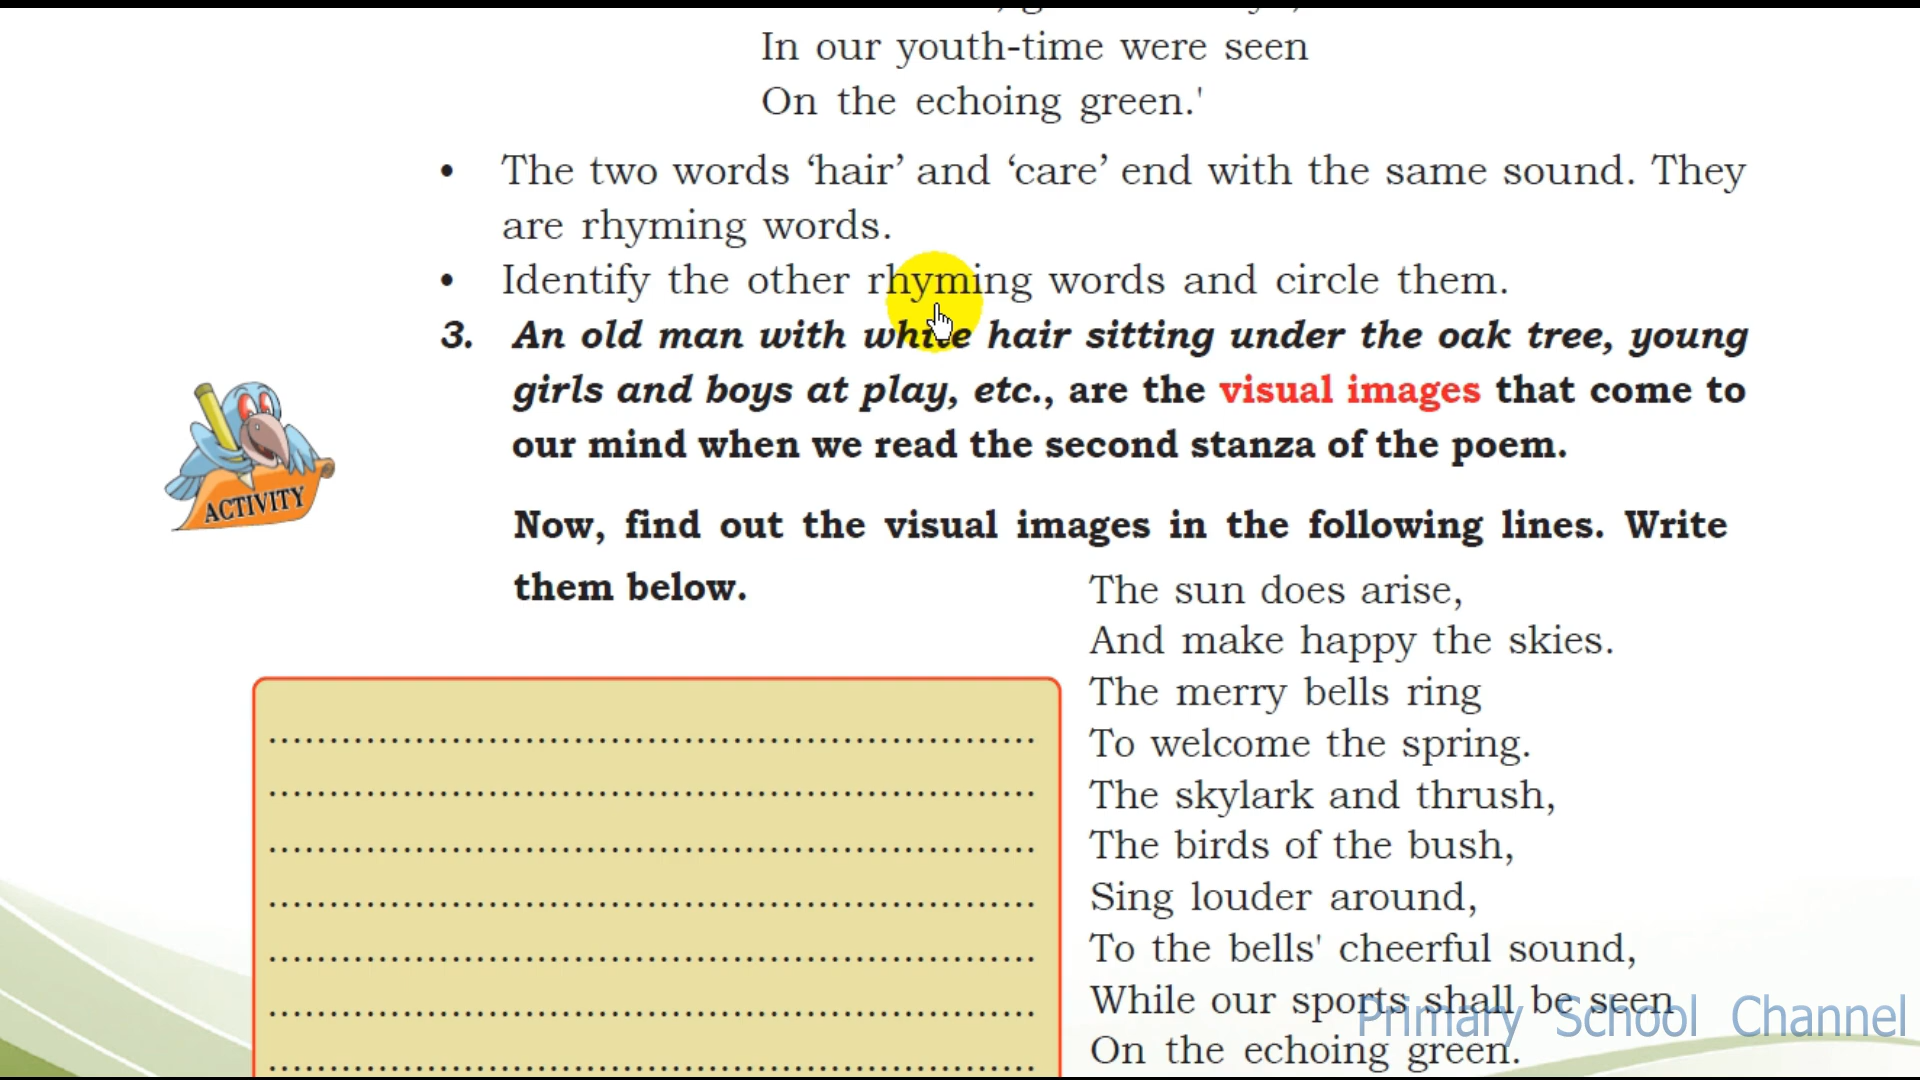 In our youth-time were seen
On the echoing green.'
• The two words ‘hair’ and ‘care’ end with the same sound. They
are rhyming words.
• Identify the other rhyming words and circle them.
3. An old man with white hair sitting under the oak tree, young
girls and boys at play, etc., are the visual images that come to
our mind when we read the second stanza of the poem.
ACTIVITY
Now, find out the visual images in the following lines. Write
them below.
The sun does arise,
And make happy the skies.
The merry bells ring
To welcome the spring.
The skylark and thrush,
The birds of the bush,
Sing louder around,
To the bells' cheerful sound,
While our sports shall be seen
On the echoing green.
Primary School Channel